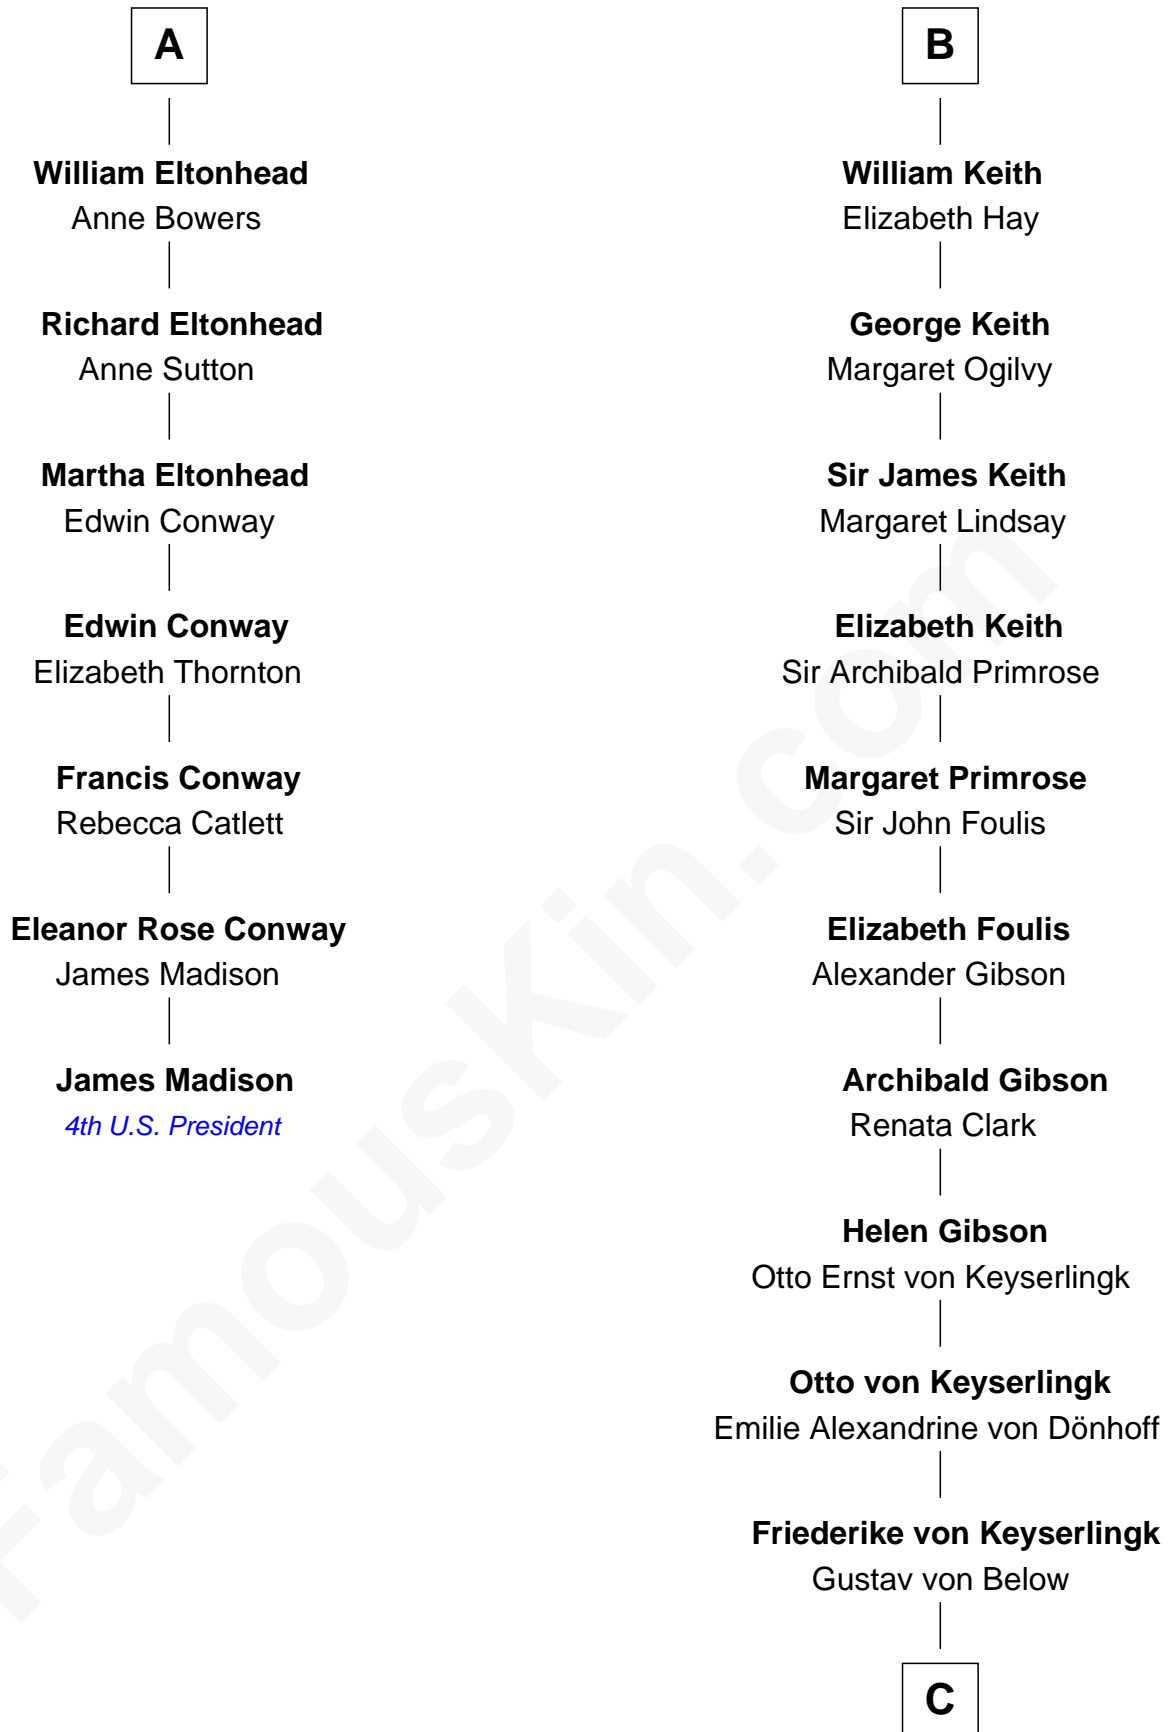 A
William Eltonhead
Anne Bowers
Richard Eltonhead
Anne Sutton
Martha Eltonhead
Edwin Conway
Edwin Conway
Elizabeth Thornton
Francis Conway
Rebecca Catlett
Eleanor Rose Conway
James Madison
James Madison
4th U.S. President
B
William Keith
Elizabeth Hay
George Keith
Margaret Ogilvy
Sir James Keith
Margaret Lindsay
Elizabeth Keith
Sir Archibald Primrose
Margaret Primrose
Sir John Foulis
Elizabeth Foulis
Alexander Gibson
Archibald Gibson
Renata Clark
Helen Gibson
Otto Ernst von Keyserlingk
Otto von Keyserlingk
Emilie Alexandrine von Dönhoff
Friederike von Keyserlingk
Gustav von Below
C
FamousKin.com